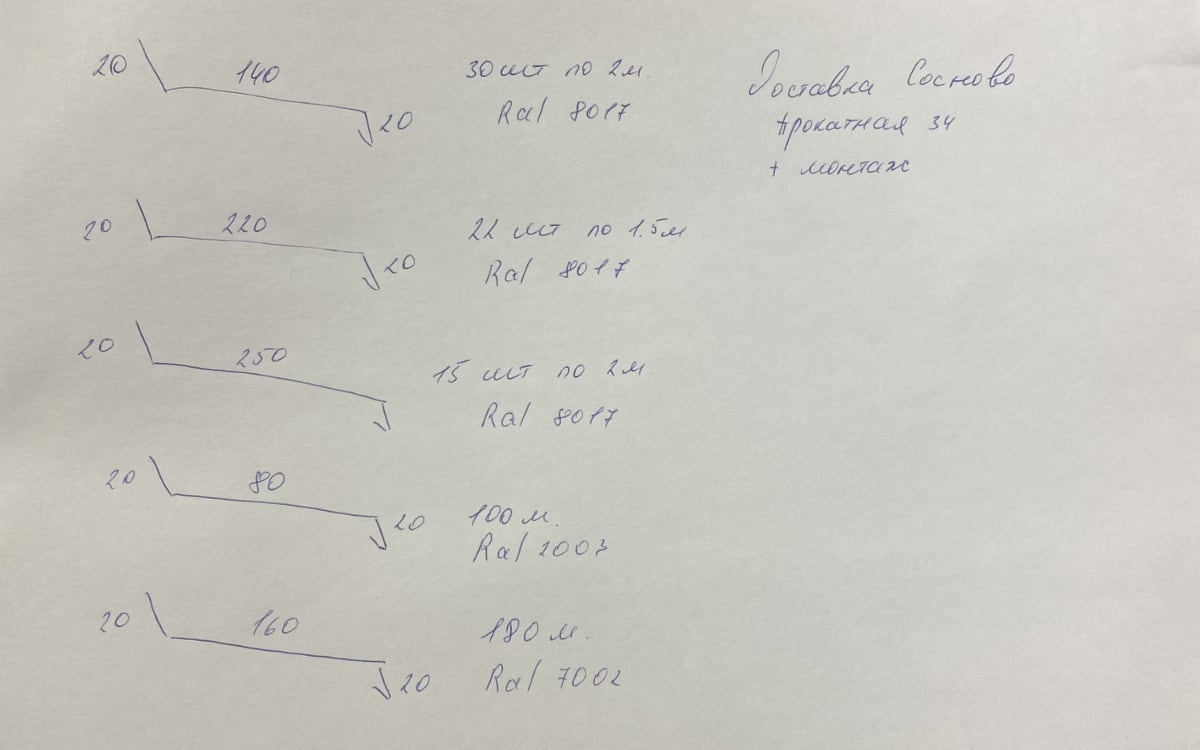 20 140 20 30 шт по 2м.
Ral 8017
Доставка Сосново
Прокатная 34
+ монтаж
20 220 20 22 шт по 1.5м
Ral 8017
20 250 15 шт по 2м.
Ral 8017
20 80 20 100 м.
Ral 2003
20 160 20 180 м.
Ral 7002